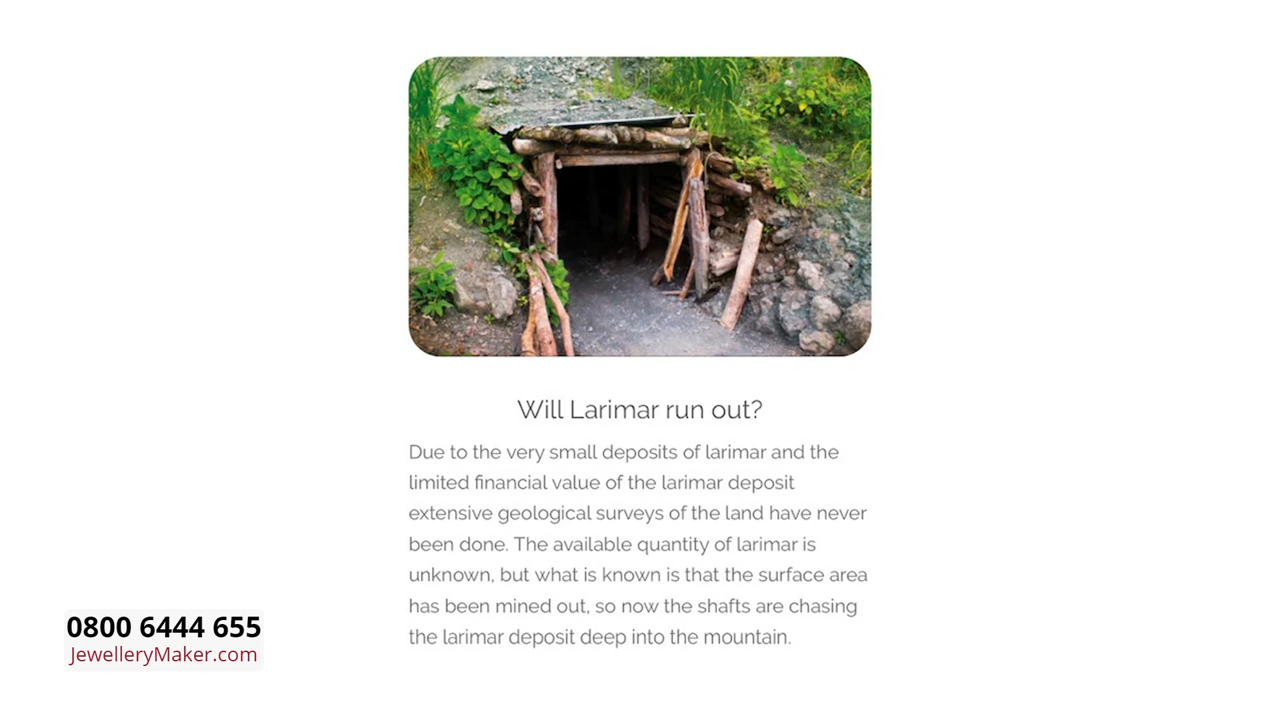 Will Larimar run out?
Due to the very small deposits of larimar and the
limited financial value of the larimar deposit
extensive geological surveys of the land have never
been done. The available quantity of larimar is
unknown, but what is known is that the surface area
has been mined out, so now the shafts are chasing
the larimar deposit deep into the mountain.
0800 6444 655
JewelleryMaker.com